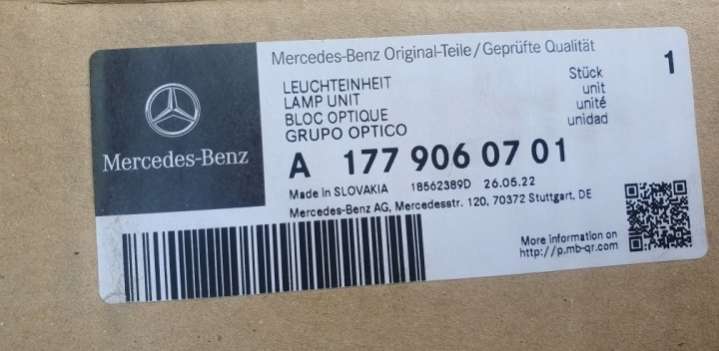 Mercedes-Benz
Mercedes-Benz Original-Teile/Geprüfte Qualität
LEUCHTEINHEIT
LAMP UNIT
BLOC OPTIQUE
GRUPO OPTICO
Stück
unit
unité
unidad
1
A 177 906 07 01
Made in SLOVAKIA 18562389D 26.05.22
Mercedes-Benz AG, Mercedesstr. 120, 70372 Stuttgart, DE
More information on
http://p.mb-qr.com